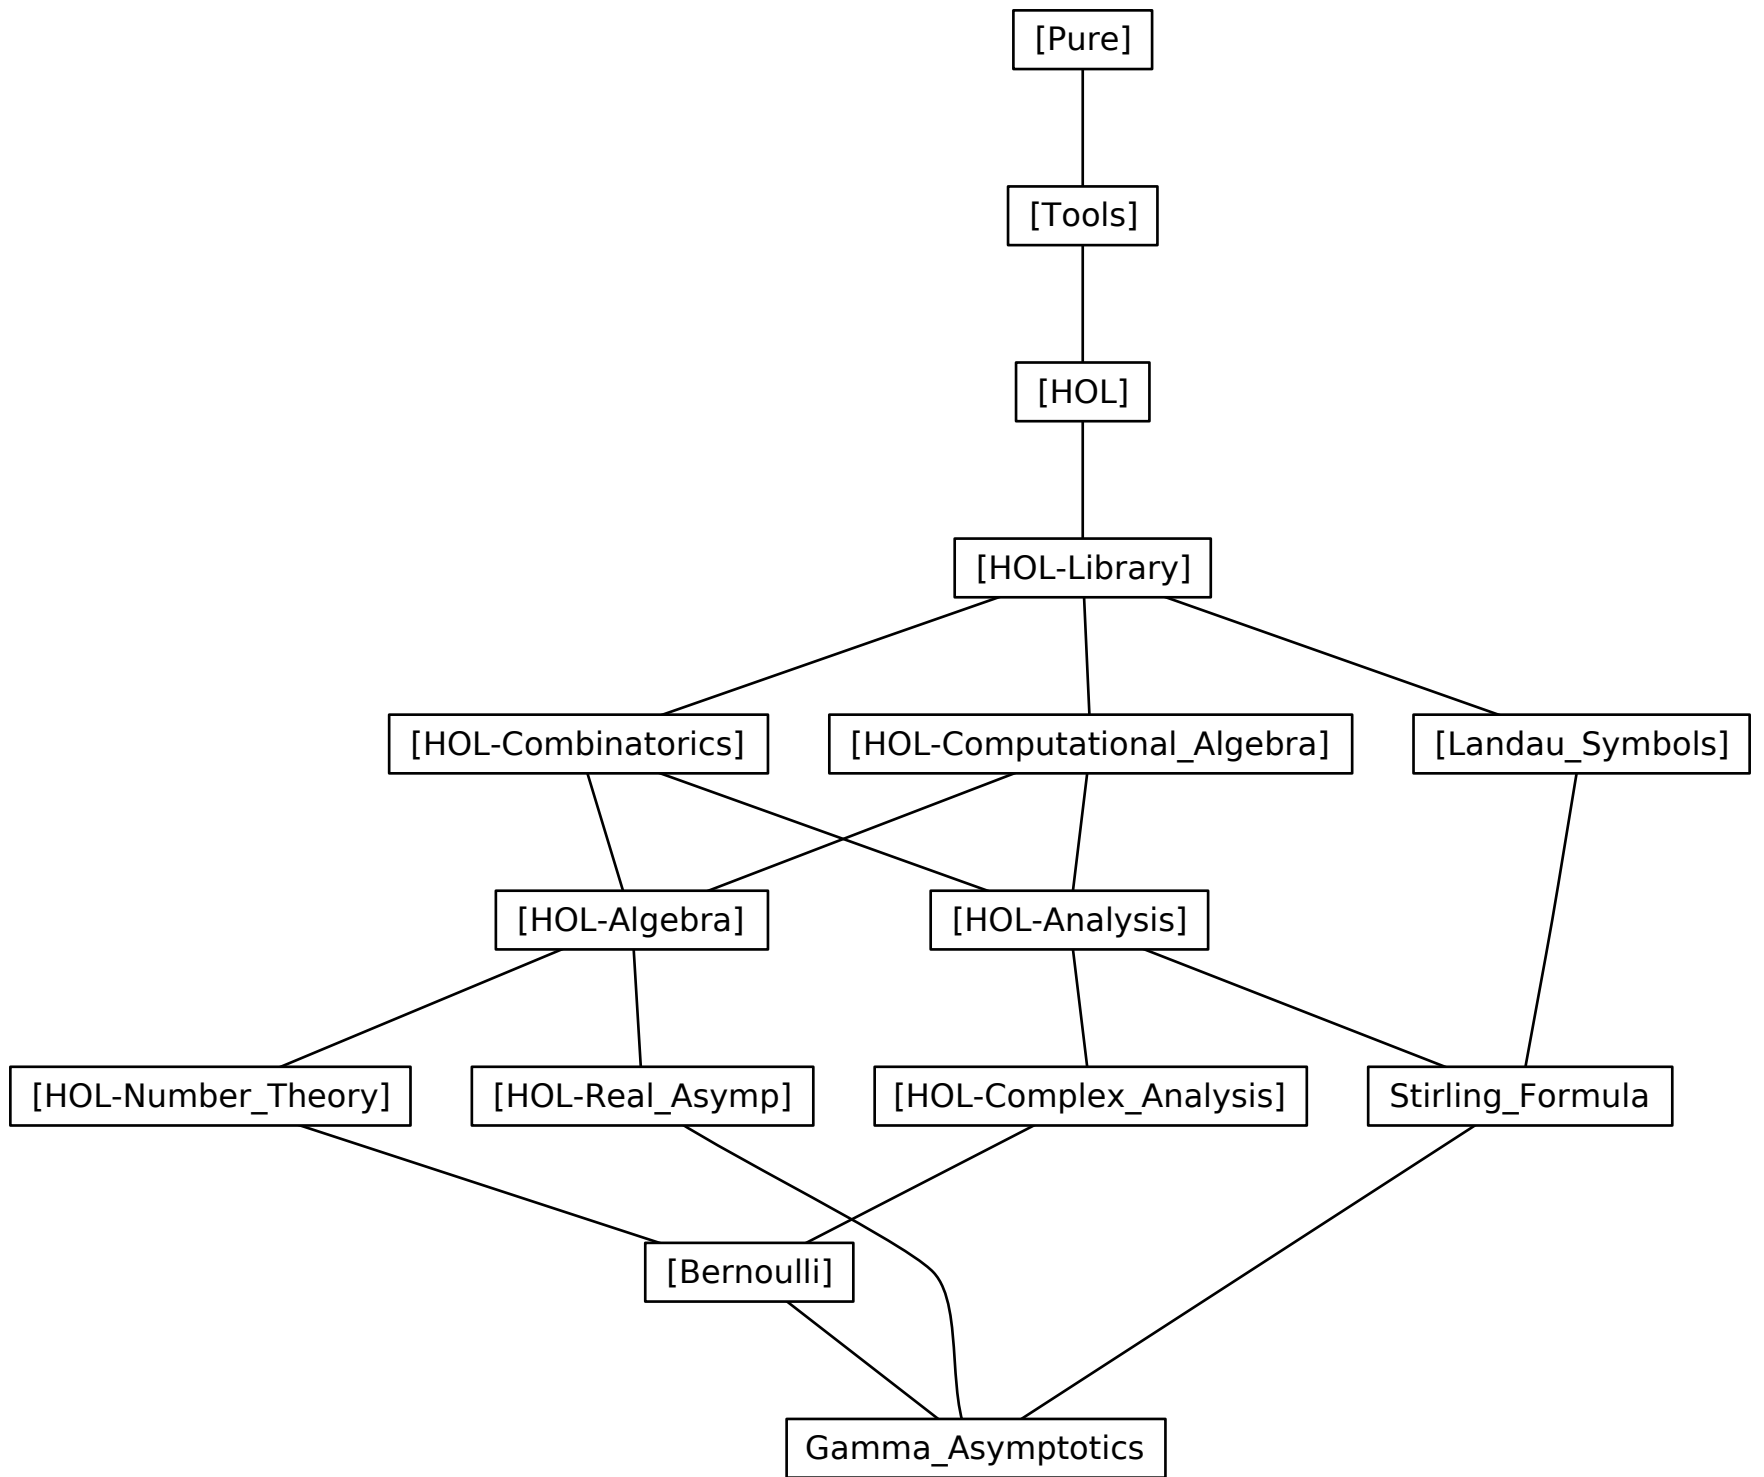 [Pure]
[Tools]
[HOL]
[HOL-Library]
[HOL-Combinatorics]
[HOL-Computational_Algebra]
[Landau_Symbols]
[HOL-Algebra]
[HOL-Analysis]
[HOL-Number_Theory]
[HOL-Real_Asymp]
[HOL-Complex_Analysis]
Stirling_Formula
[Bernoulli]
Gamma_Asymptotics